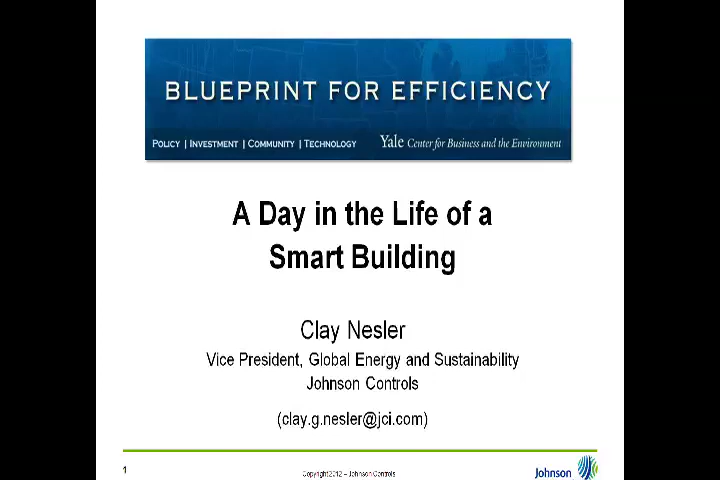 BLUEPRINT FOR EFFICIENCY
POLICY | INVESTMENT | COMMUNITY | TECHNOLOGY Yale Center for Business and the Environment
A Day in the Life of a
Smart Building
Clay Nesler
Vice President, Global Energy and Sustainability
Johnson Controls
(clay.g.nesler@jci.com)
1 Copyright 2012 – Johnson Controls Johnson